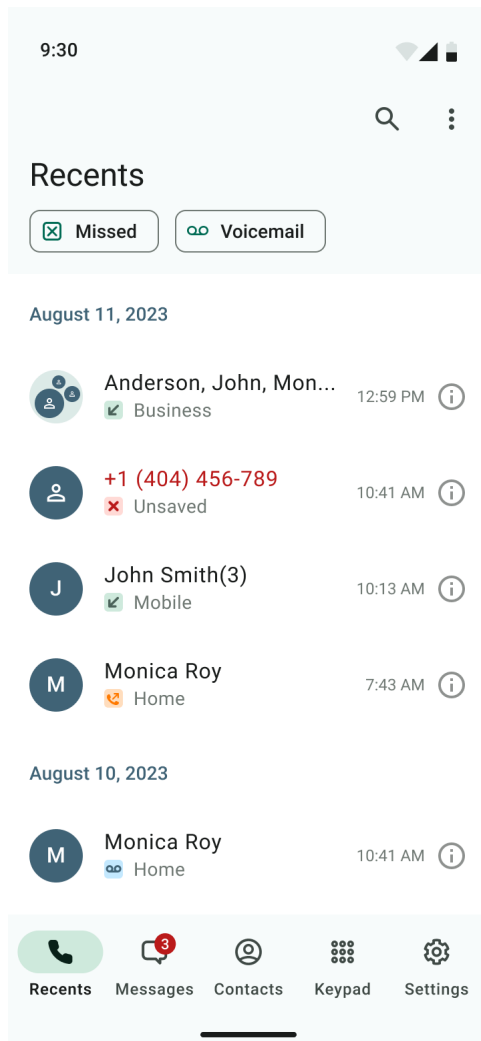 9:30
Recents
Missed
Voicemail
August 11, 2023
Anderson, John, Mon...
12:59 PM
Business
+1 (404) 456-789
10:41 AM
Unsaved
J
John Smith(3)
10:13 AM
Mobile
M
Monica Roy
7:43 AM
Home
August 10, 2023
M
Monica Roy
10:41 AM
Home
3
Recents
Messages
Contacts
Keypad
Settings